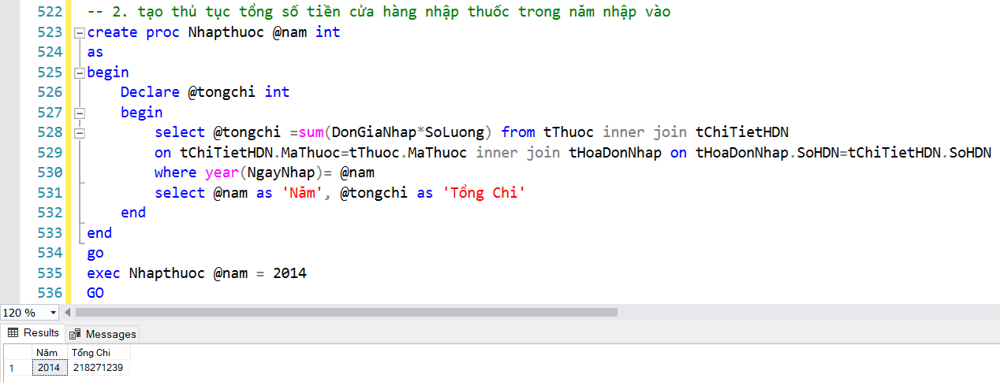 522 -- 2. tạo thủ tục tổng số tiền cửa hàng nhập thuốc trong năm nhập vào
523 create proc Nhapthuoc @nam int
524 as
525 begin
526 Declare @tongchi int
527 begin
528 select @tongchi =sum(DonGiaNhap*SoLuong) from tThuoc inner join tChiTietHDN
529 on tChiTietHDN.MaThuoc=tThuoc.MaThuoc inner join tHoaDonNhap on tHoaDonNhap.SoHDN=tChiTietHDN.SoHDN
530 where year(NgayNhap)= @nam
531 select @nam as 'Năm', @tongchi as 'Tổng Chi'
532 end
533 end
534 go
535 exec Nhapthuoc @nam = 2014
536 GO
120 %
Results Messages
Năm Tổng Chi
1 2014 218271239